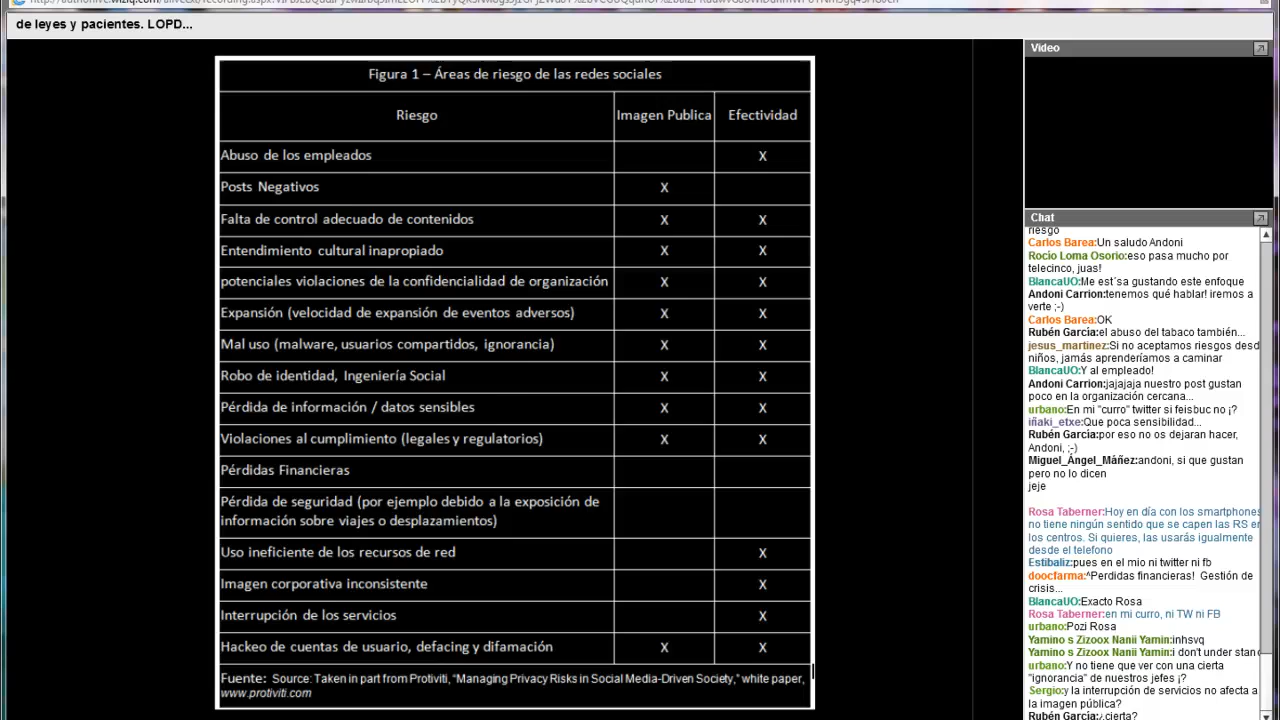 de leyes y pacientes. LOPD...
Figura 1 – Áreas de riesgo de las redes sociales
Riesgo Imagen Publica Efectividad
Abuso de los empleados X
Posts Negativos X
Falta de control adecuado de contenidos X X
Entendimiento cultural inapropiado X X
potenciales violaciones de la confidencialidad de organización X X
Expansión (velocidad de expansión de eventos adversos) X X
Mal uso (malware, usuarios compartidos, ignorancia) X X
Robo de identidad, Ingeniería Social X X
Pérdida de información / datos sensibles X X
Violaciones al cumplimiento (legales y regulatorios) X X
Pérdidas Financieras
Pérdida de seguridad (por ejemplo debido a la exposición de
información sobre viajes o desplazamientos)
Uso ineficiente de los recursos de red X
Imagen corporativa inconsistente X
Interrupción de los servicios X
Hackeo de cuentas de usuario, defacing y difamación X X
Fuente: Source: Taken in part from Protiviti, “Managing Privacy Risks in Social Media-Driven Society,” white paper,
www.protiviti.com
Video
Chat
riesgo
Carlos Barea:Un saludo Andoni
Rocio Loma Osorio:eso pasa mucho por
telecinco, juas!
BlancaUO:Me est´sa gustando este enfoque
Andoni Carrion:tenemos qué hablar! iremos a
verte ;-)
Carlos Barea:OK
Rubén García:el abuso del tabaco también...
jesus_martinez:Si no aceptamos riesgos desd
niños, jamás aprenderíamos a caminar
BlancaUO:Y al empleado!
Andoni Carrion:jajajaja nuestro post gustan
poco en la organización cercana...
urbano:En mi "curro" twitter si feisbuc no ¡?
iñaki_etxe:Que poca sensibilidad...
Rubén García:por eso no os dejaran hacer,
Andoni, ;-)
Miguel_Ángel_Máñez:andoni, si que gustan
pero no lo dicen
jeje
Rosa Taberner:Hoy en día con los smartphones
no tiene ningún sentido que se capen las RS en
los centros. Si quieres, las usarás igualmente
desde el telefono
Estibaliz:pues en el mio ni twitter ni fb
doocfarma:^Perdidas financieras! Gestión de
crisis...
BlancaUO:Exacto Rosa
Rosa Taberner:en mi curro, ni TW ni FB
urbano:Pozi Rosa
Yamino s Zizoox Nanii Yamin:inhsvq
Yamino s Zizoox Nanii Yamin:i don't under stan
urbano:Y no tiene que ver con una cierta
"ignorancia" de nuestros jefes ¡?
Sergio:y la interrupción de servicios no afecta a
la imagen pública?
Rubén García:¿cierta?